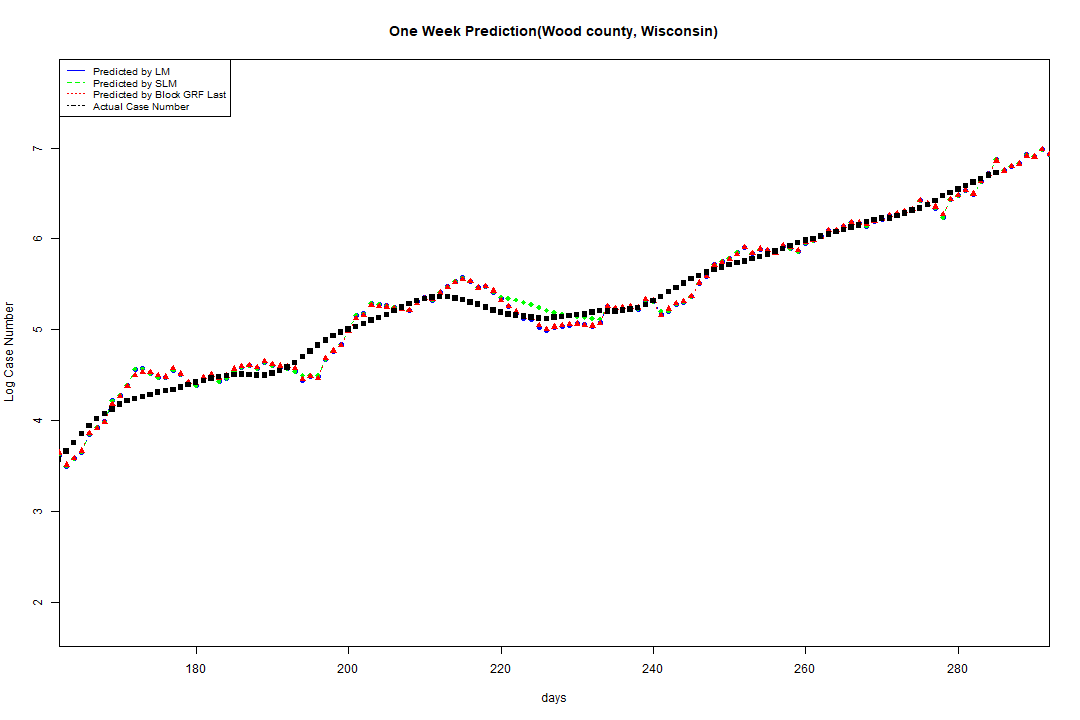 One Week Prediction(Wood county, Wisconsin)
Predicted by LM
Predicted by SLM
Predicted by Block GRF Last
Actual Case Number
7
6
5
4
3
2
Log Case Number
180 200 220 240 260 280
days